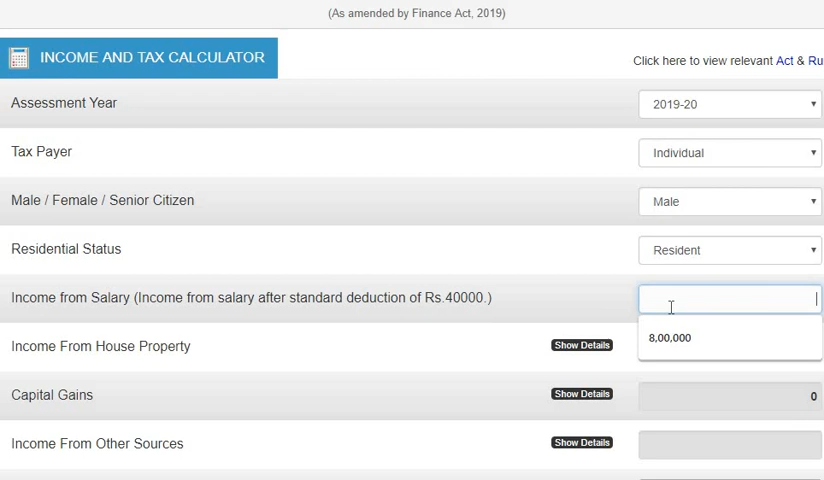 (As amended by Finance Act, 2019)
INCOME AND TAX CALCULATOR
Click here to view relevant Act & Ru
Assessment Year 2019-20
Tax Payer Individual
Male / Female / Senior Citizen Male
Residential Status Resident
Income from Salary (Income from salary after standard deduction of Rs.40000.)
8,00,000
Income From House Property Show Details
Capital Gains Show Details 0
Income From Other Sources Show Details